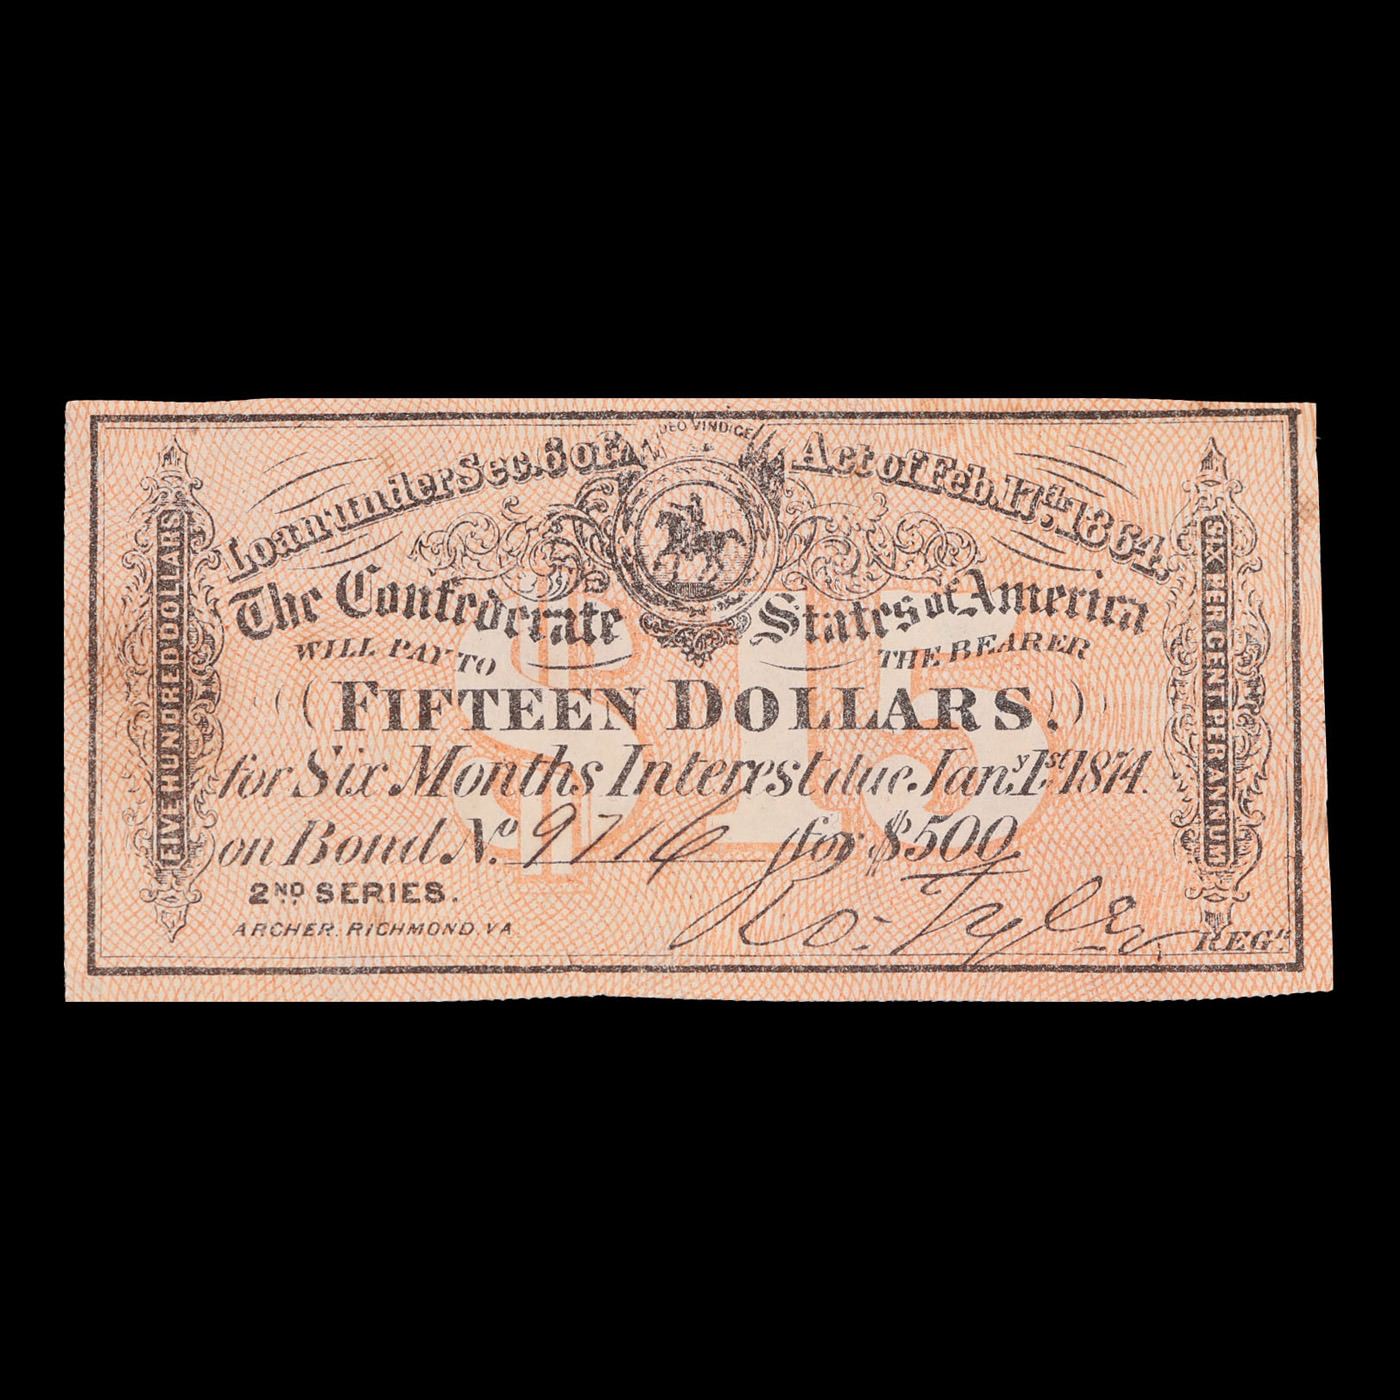 DEO VINDICE
Loan under Sec. 6 of Act of Feb. 17th 1864.
The Confederate States of America
WILL PAY TO THE BEARER
FIFTEEN DOLLARS.
$15
for Six Months Interest due Jany. 1st 1874.
on Bond No. 9716 for $500
2ND SERIES.
Ro. Tyler REGr.
ARCHER, RICHMOND, VA
FIVE HUNDRED DOLLARS
SIX PER CENT PER ANNUM